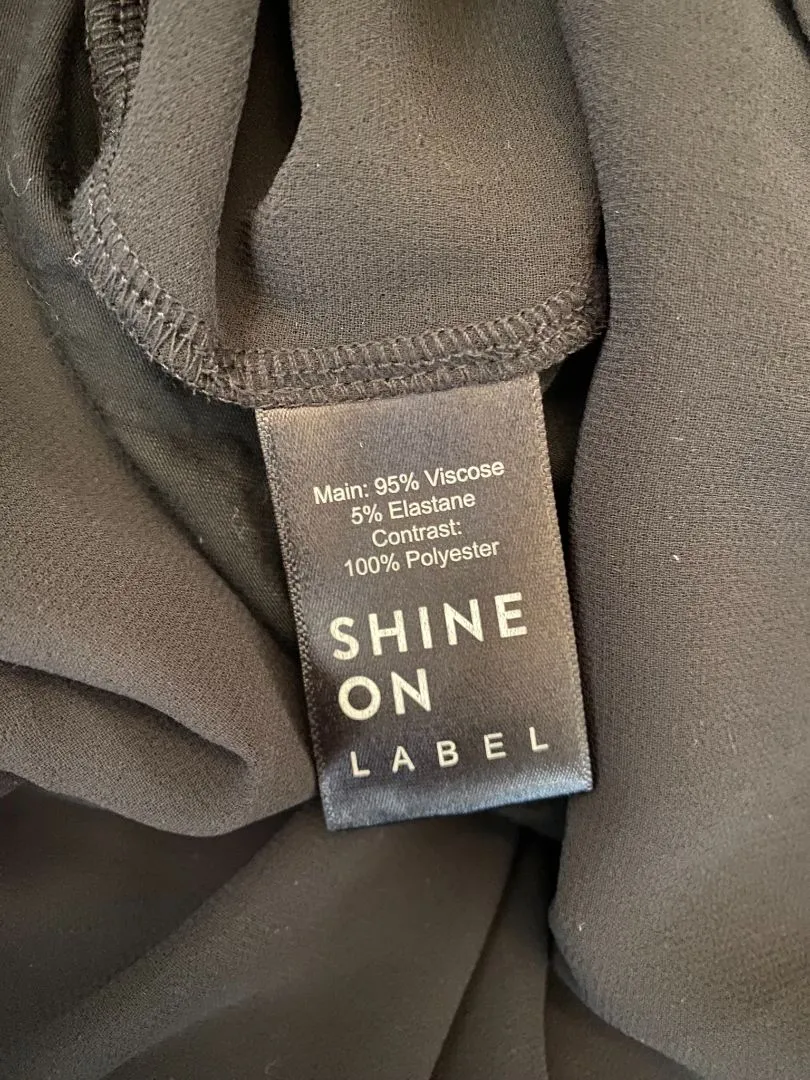 Main: 95% Viscose
5% Elastane
Contrast:
100% Polyester
SHINE
ON
LABEL